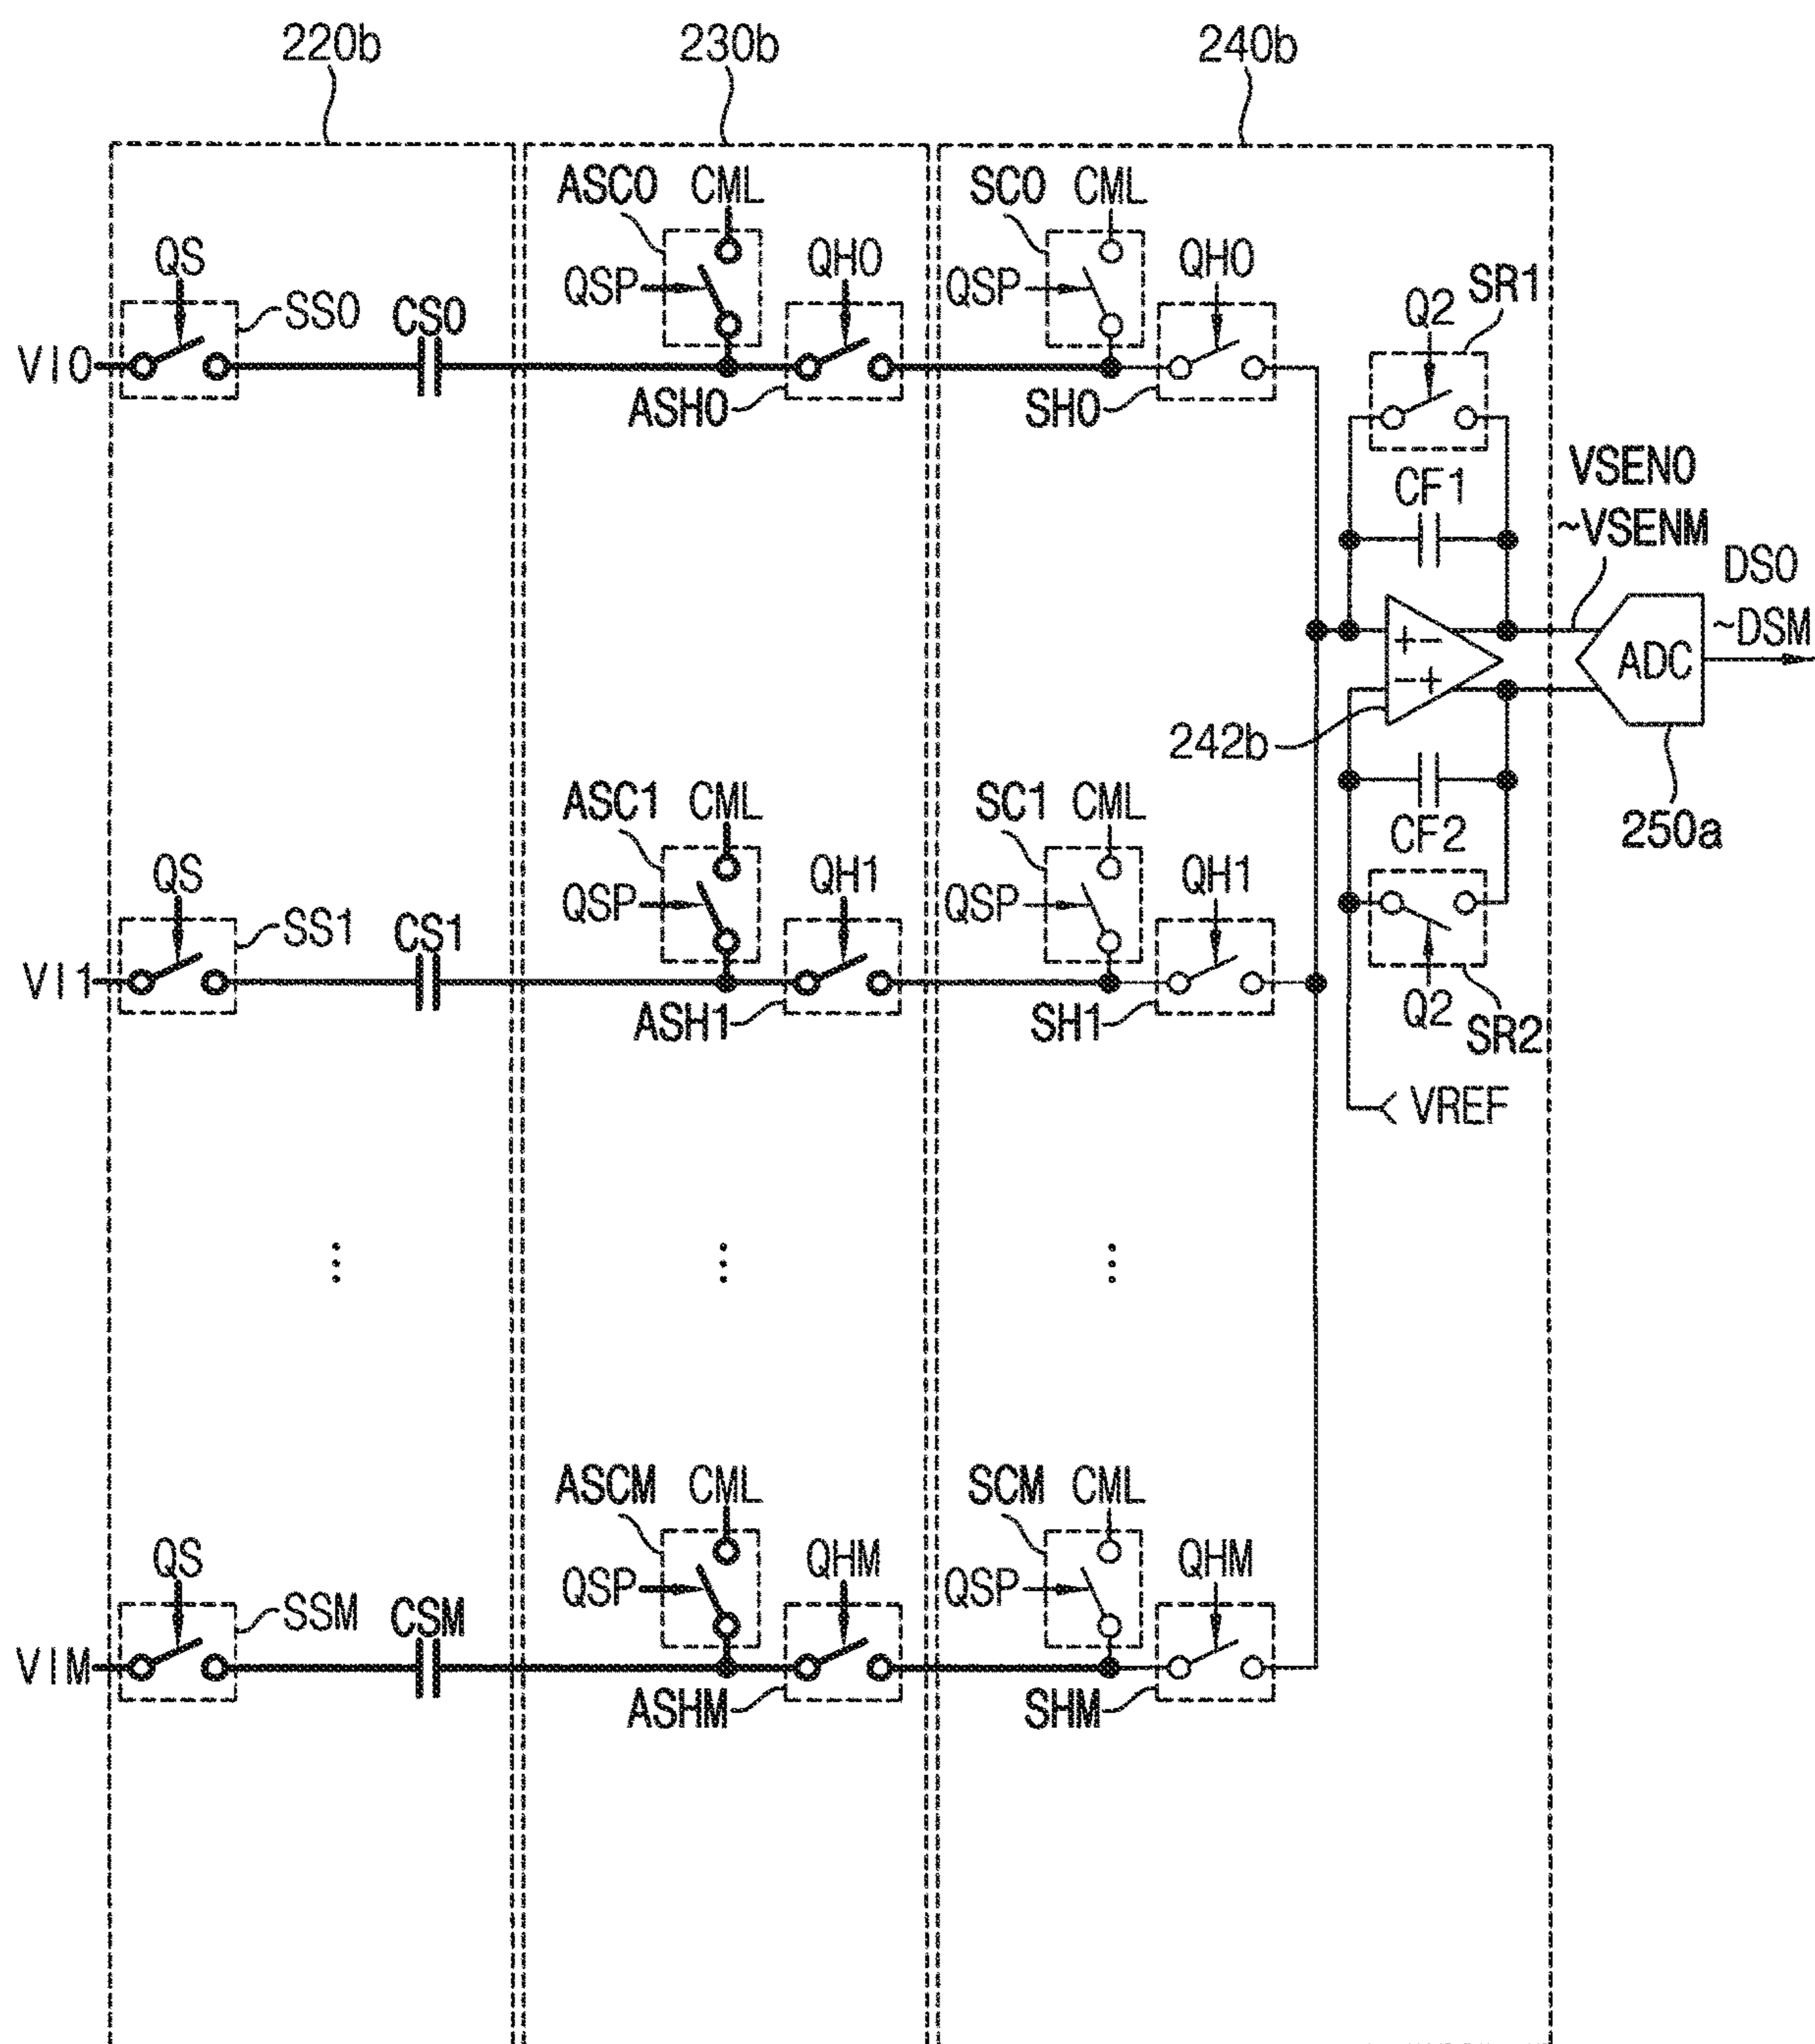 220b 230b 240b
ASC0 CML SC0 CML
QS QSP QH0 QSP QH0 Q2 SR1
VI0 SS0 CS0 ASH0 SH0
CF1 VSEN0
~VSENM DS0
~DSM
+- ADC
-+
242b
ASC1 CML SC1 CML CF2 250a
QS QSP QH1 QSP QH1
VI1 SS1 CS1 ASH1 SH1 Q2 SR2
VREF
ASCM CML SCM CML
QS QSP QHM QSP QHM
VIM SSM CSM ASHM SHM